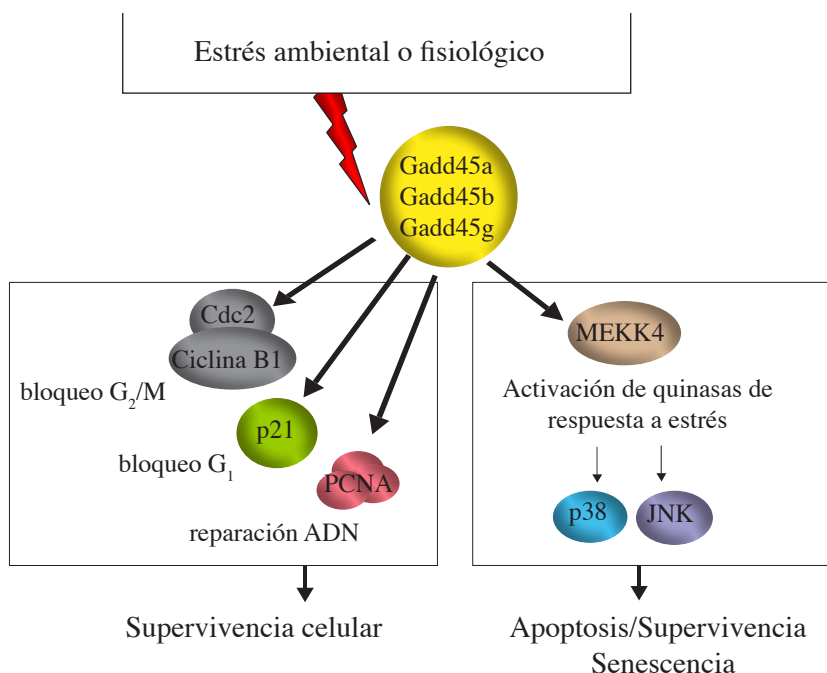 Estrés ambiental o fisiológico
Gadd45a
Gadd45b
Gadd45g
Cdc2
Ciclina B1
bloqueo G₂/M
p21
bloqueo G₁
PCNA
reparación ADN
Supervivencia celular
MEKK4
Activación de quinasas de
respuesta a estrés
p38
JNK
Apoptosis/Supervivencia
Senescencia